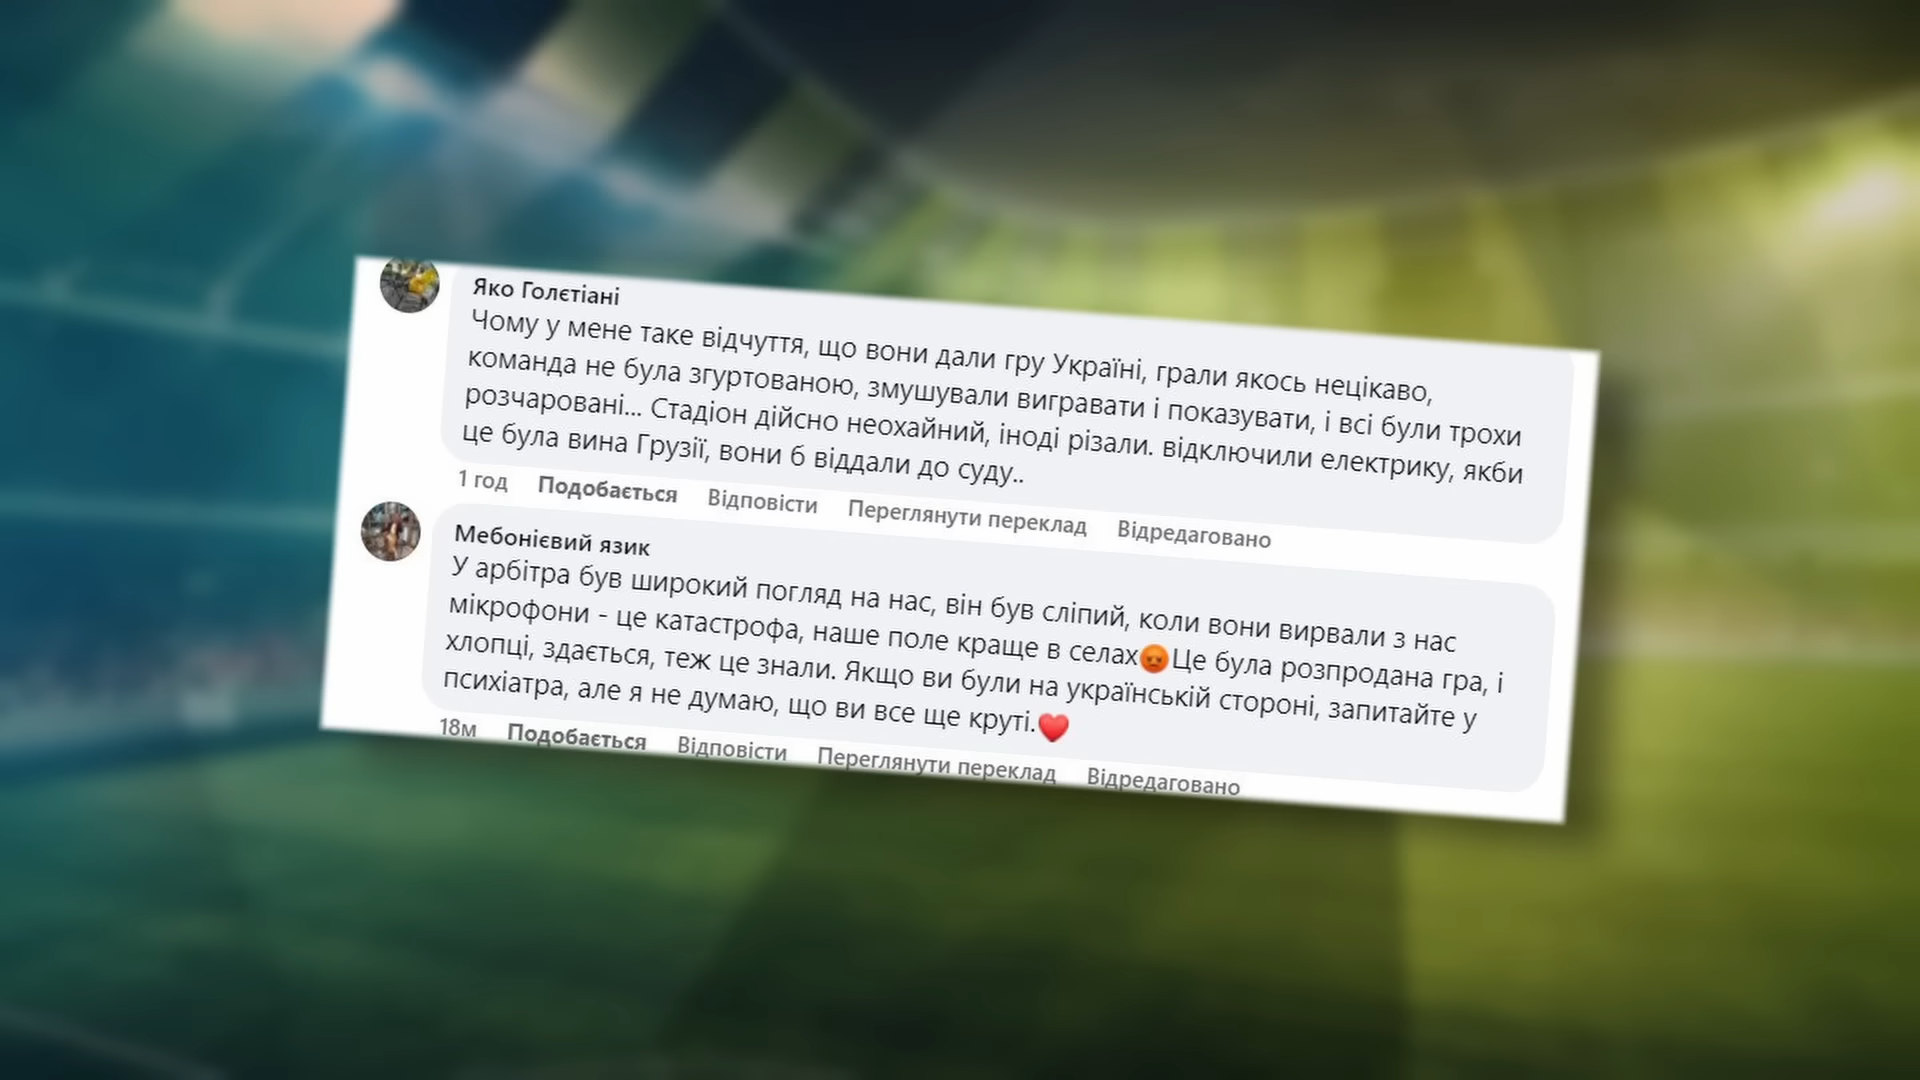 Яко Голєтіані
Чому у мене таке відчуття, що вони дали гру Україні, грали якось нецікаво,
команда не була згуртованою, змушували вигравати і показувати, і всі були трохи
розчаровані... Стадіон дійсно неохайний, іноді різали. відключили електрику, якби
це була вина Грузії, вони б віддали до суду..
1 год Подобається Відповісти Переглянути переклад Відредаговано
Мебонієвий язик
У арбітра був широкий погляд на нас, він був сліпий, коли вони вирвали з нас
мікрофони - це катастрофа, наше поле краще в селах😡Це була розпродана гра, і
хлопці, здається, теж це знали. Якщо ви були на українській стороні, запитайте у
психіатра, але я не думаю, що ви все ще круті.❤️
18м Подобається Відповісти Переглянути переклад Відредаговано